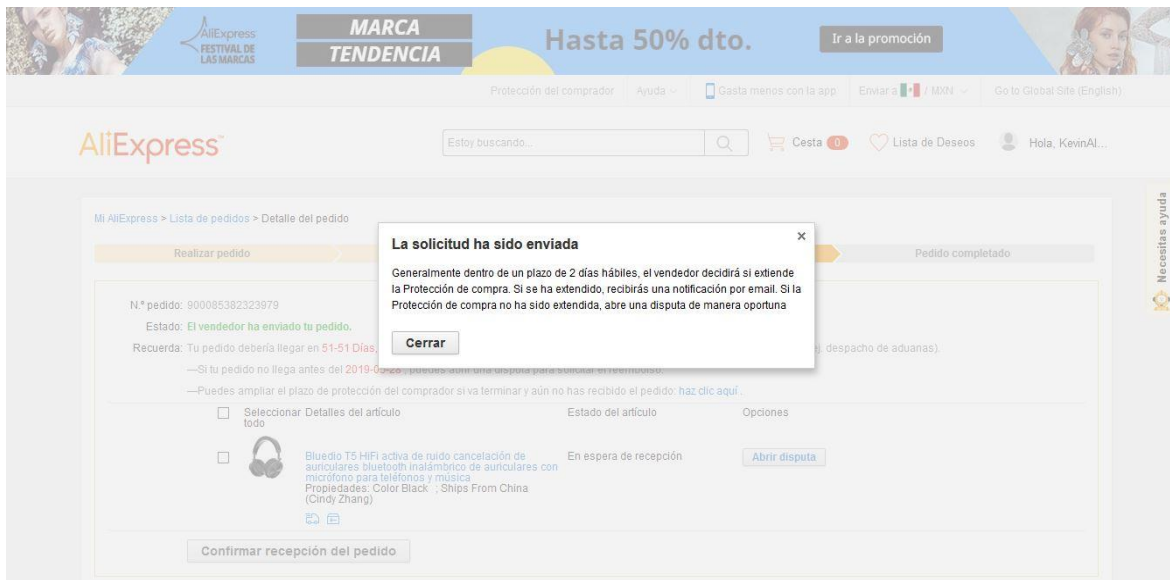 AliExpress
FESTIVAL DE
LAS MARCAS
MARCA
TENDENCIA
Hasta 50% dto.
Ir a la promoción
Protección del comprador Ayuda Gasta menos con la app Enviar a / MXN Go to Global Site (English)
AliExpress™
Estoy buscando...
Cesta 0
Lista de Deseos
Hola, KevinAl...
Necesitas ayuda
Mi AliExpress > Lista de pedidos > Detalle del pedido
Realizar pedido
Pedido completado
La solicitud ha sido enviada
×
Generalmente dentro de un plazo de 2 días hábiles, el vendedor decidirá si extiende
la Protección de compra. Si se ha extendido, recibirás una notificación por email. Si la
Protección de compra no ha sido extendida, abre una disputa de manera oportuna
Cerrar
N.º pedido: 900085382323979
Estado: El vendedor ha enviado tu pedido.
Recuerda: Tu pedido debería llegar en 51-51 Días, despacho de aduanas).
—Si tu pedido no llega antes del 2019-05-28 , puedes abrir una disputa para solicitar el reembolso.
—Puedes ampliar el plazo de protección del comprador si va terminar y aún no has recibido el pedido: haz clic aquí .
Seleccionar todo
Detalles del artículo
Estado del artículo
Opciones
Bluedio T5 HiFi activa de ruido cancelación de
auriculares bluetooth inalámbrico de auriculares con
micrófono para teléfonos y música
Propiedades: Color Black ; Ships From China
(Cindy Zhang)
En espera de recepción
Abrir disputa
Confirmar recepción del pedido